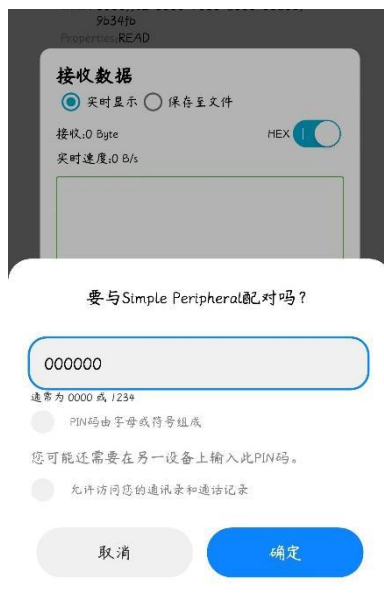 9b34fb
Properties:READ
接收数据
实时显示 保存至文件
接收:0 Byte HEX
实时速度:0 B/s
要与Simple Peripheral配对吗？
000000
通常为 0000 或 1234
PIN码由字母或符号组成
您可能还需要在另一设备上输入此PIN码。
允许访问您的通讯录和通话记录
取消 确定